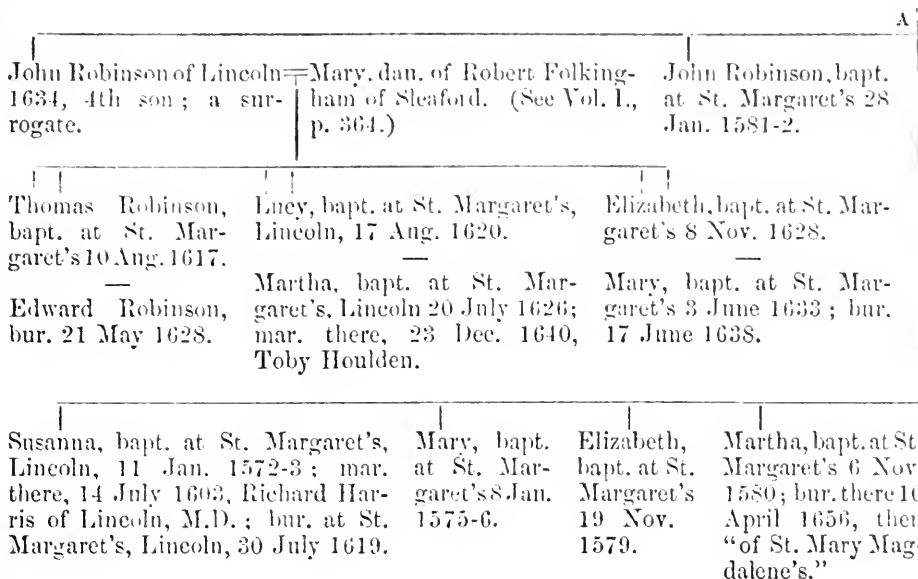 A
John Robinson of Lincoln=Mary, dau. of Robert Folking-
1634, 4th son; a sur-
rogate.
ham of Sleaford. (See Vol. I.,
p. 364.)
John Robinson, bapt.
at St. Margaret's 28
Jan. 1581-2.
Thomas Robinson,
bapt. at St. Mar-
garet's 10 Aug. 1617.
—
Edward Robinson,
bur. 21 May 1628.
Lucy, bapt. at St. Margaret's,
Lincoln, 17 Aug. 1620.
—
Martha, bapt. at St. Mar-
garet's, Lincoln 20 July 1626;
mar. there, 23 Dec. 1640,
Toby Houlden.
Elizabeth, bapt. at St. Mar-
garet's 8 Nov. 1628.
—
Mary, bapt. at St. Mar-
garet's 3 June 1633; bur.
17 June 1638.
Susanna, bapt. at St. Margaret's,
Lincoln, 11 Jan. 1572-3; mar.
there, 14 July 1603, Richard Har-
ris of Lincoln, M.D.; bur. at St.
Margaret's, Lincoln, 30 July 1619.
Mary, bapt.
at St. Mar-
garet's 8 Jan.
1575-6.
Elizabeth,
bapt. at St.
Margaret's
19 Nov.
1579.
Martha, bapt. at St.
Margaret's 6 Nov.
1580; bur. there 10
April 1656, then
"of St. Mary Mag-
dalene's."